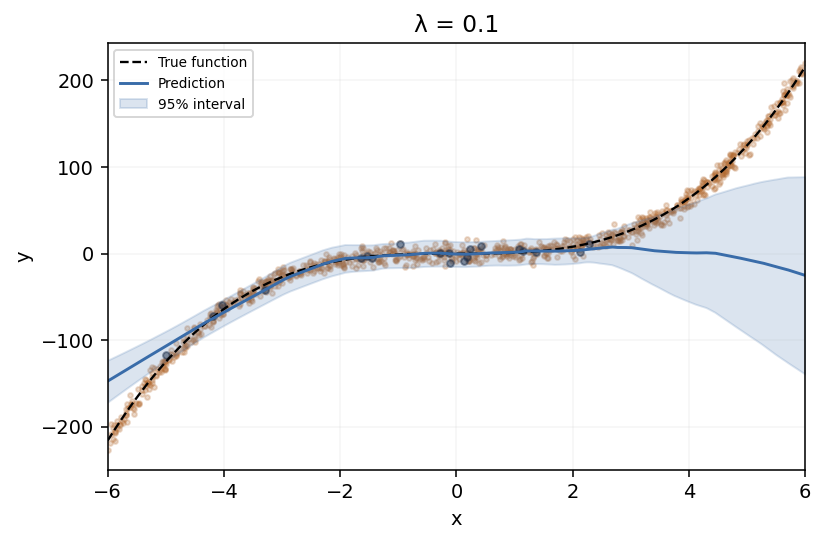 λ = 0.1
True function
Prediction
95% interval
200
100
0
−100
−200
y
−6
−4
−2
0
2
4
6
x